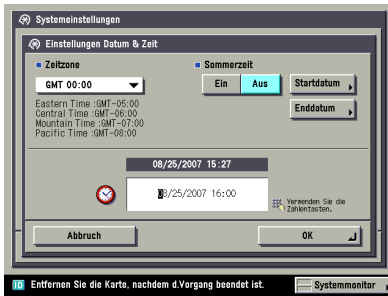 Systemeinstellungen
Einstellungen Datum & Zeit
Zeitzone
GMT 00:00
Eastern Time :GMT-05:00
Central Time :GMT-06:00
Mountain Time :GMT-07:00
Pacific Time :GMT-08:00
Sommerzeit
Ein
Aus
Startdatum
Enddatum
08/25/2007 15:27
08/25/2007 16:00
Verwenden Sie die
Zahlentasten.
Abbruch
OK
ID Entfernen Sie die Karte, nachdem d.Vorgang beendet ist.
Systemmonitor